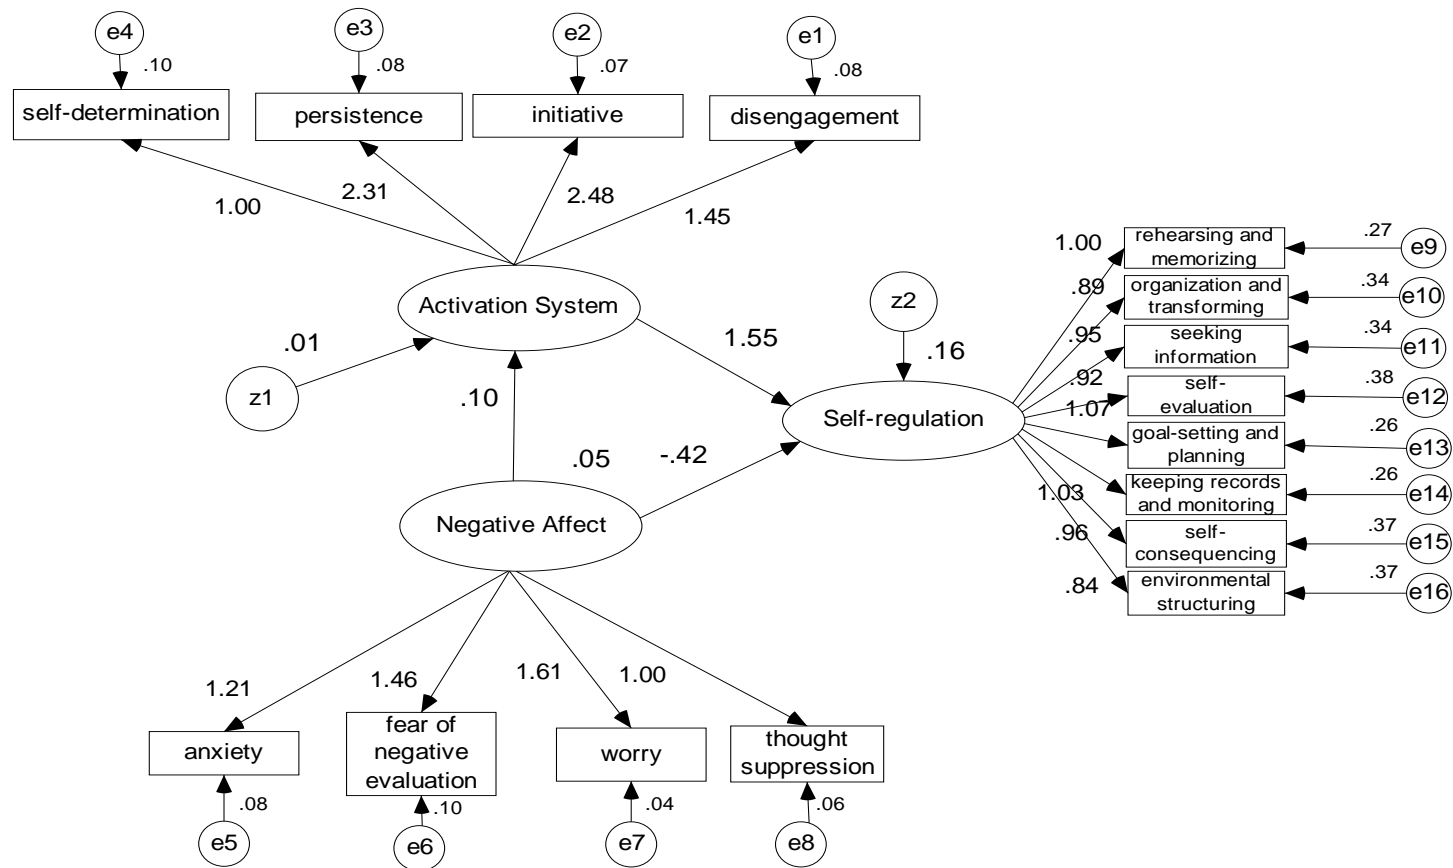 e4
e3
e2
e1
.10
.08
.07
.08
self-determination
persistence
initiative
disengagement
1.00
2.31
2.48
1.45
Activation System
.01
z1
.10
1.55
z2
.16
Self-regulation
.05
-.42
Negative Affect
1.00
rehearsing and
memorizing
.27
e9
.89
organization and
transforming
.34
e10
.95
seeking
information
.34
e11
.92
self-
evaluation
.38
e12
1.07
goal-setting and
planning
.26
e13
keeping records
and monitoring
.26
e14
1.03
self-
consequencing
.37
e15
.96
environmental
structuring
.37
e16
.84
1.21
1.46
1.61
1.00
anxiety
fear of
negative
evaluation
worry
thought
suppression
.08
.10
.04
.06
e5
e6
e7
e8